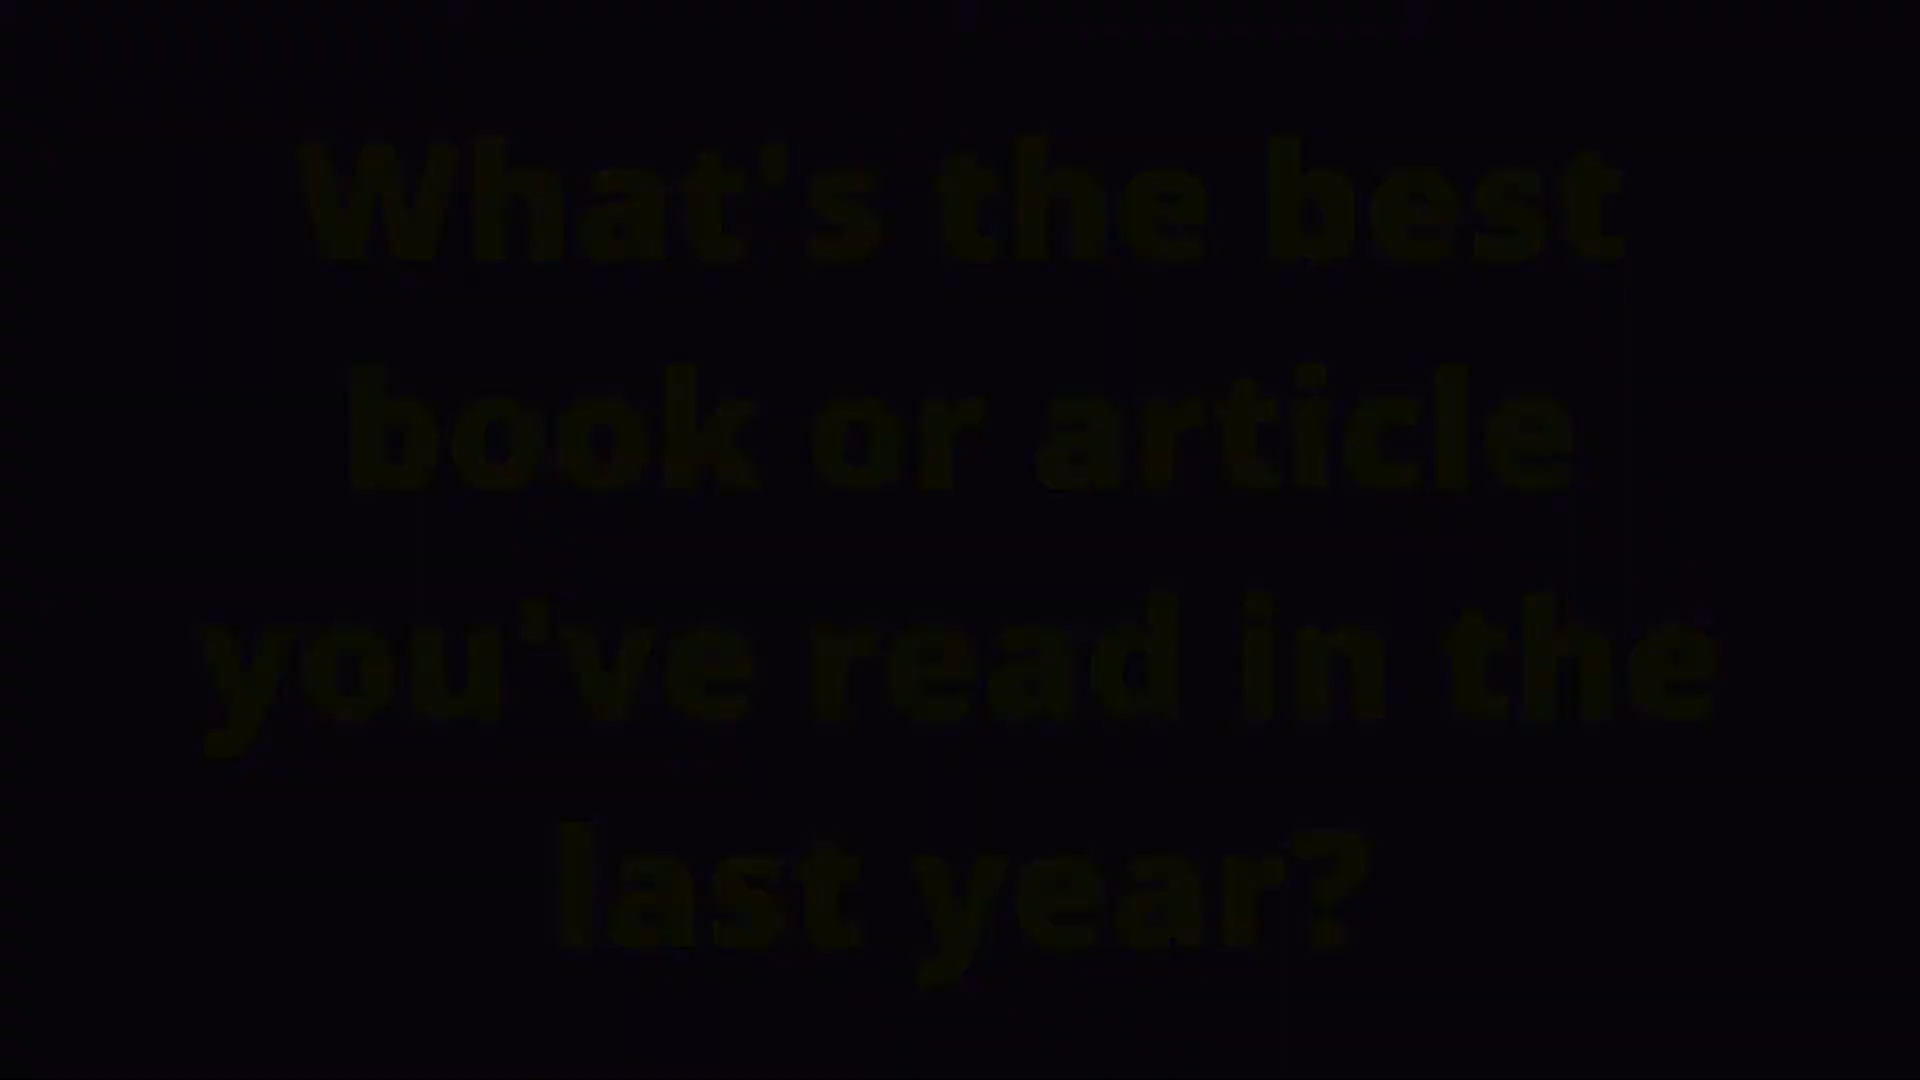 What's the best
book or article
you've read in the
last year?